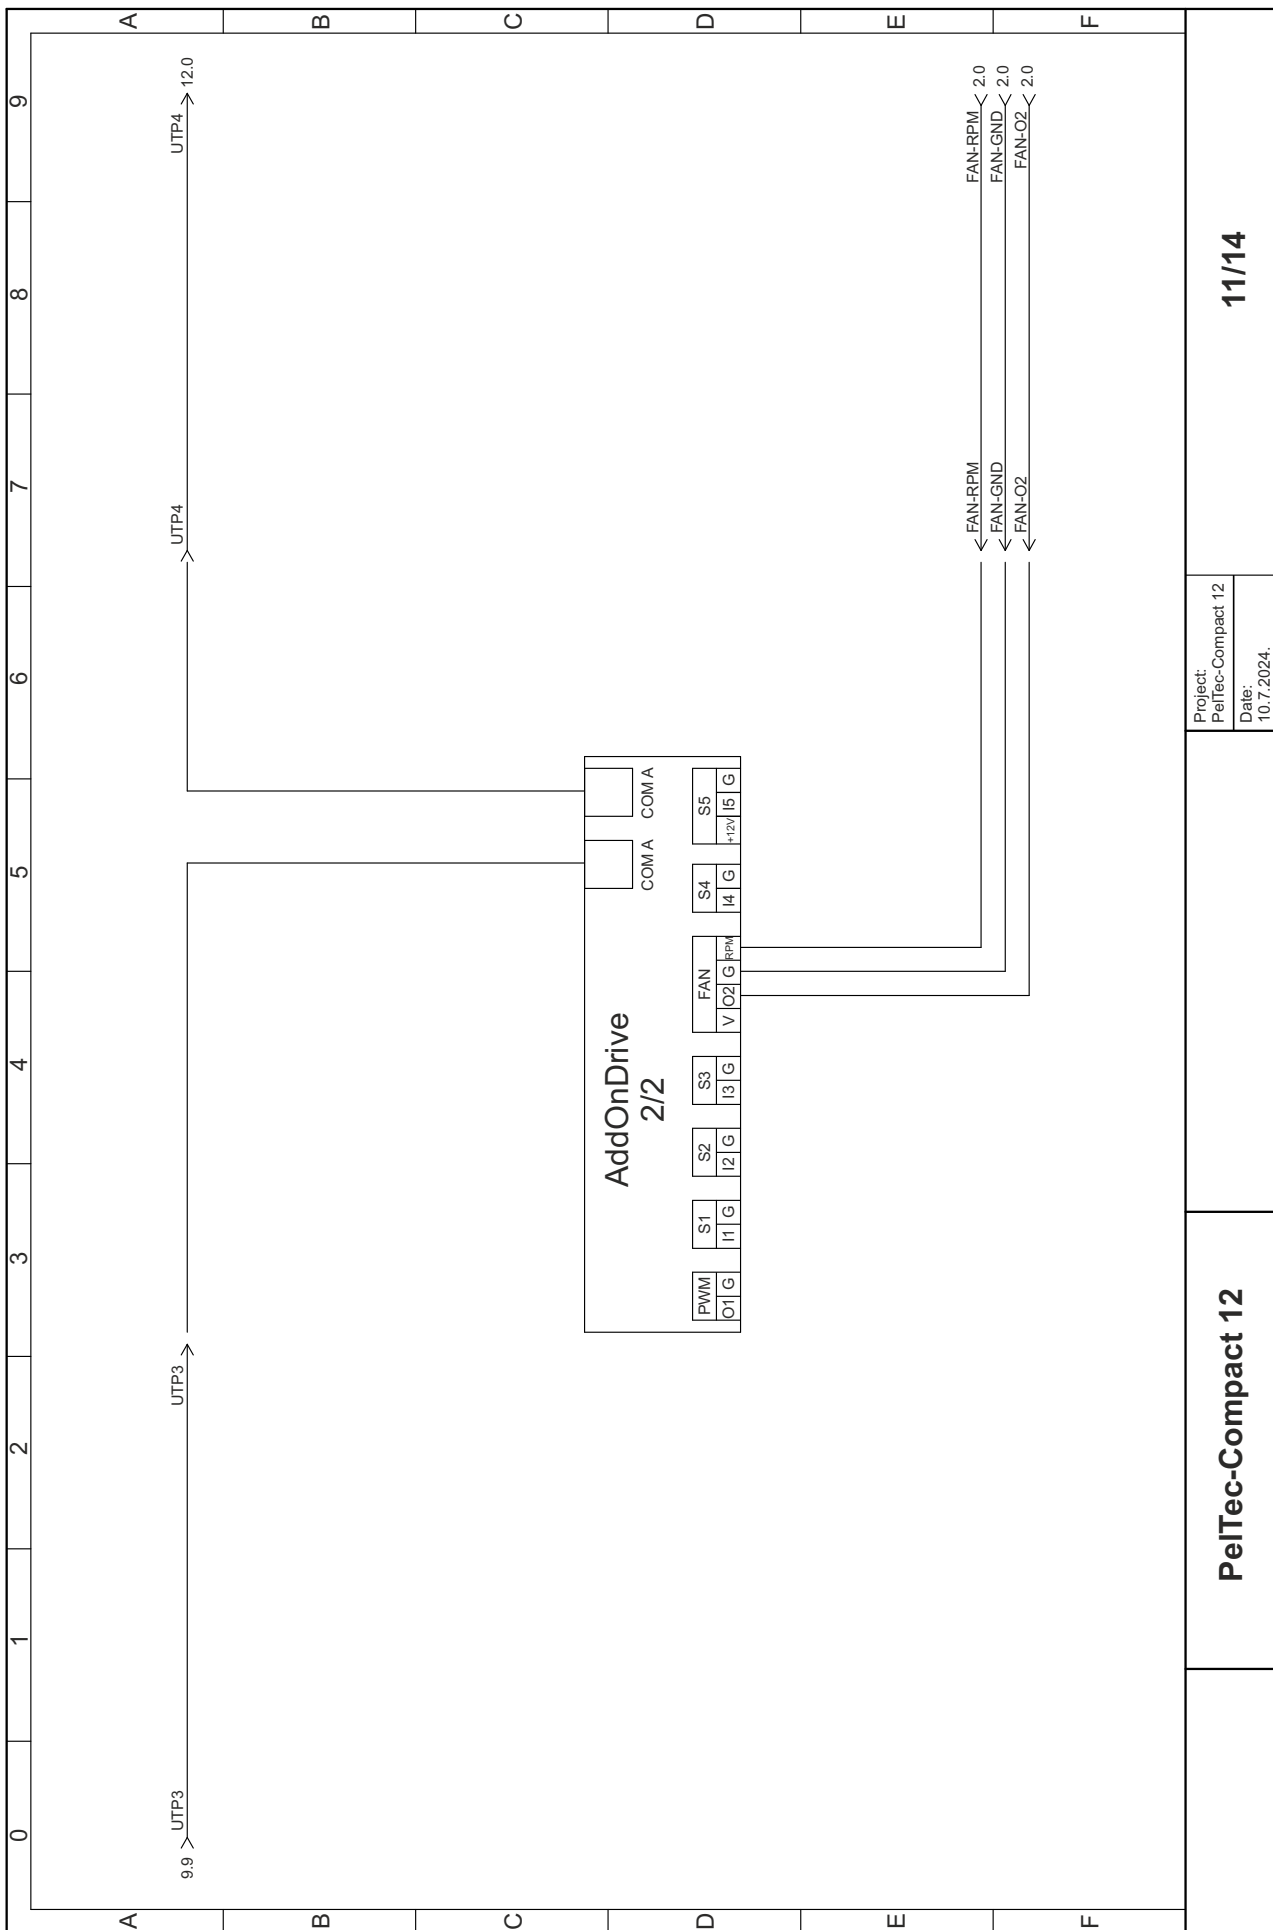 0 1 2 3 4 5 6 7 8 9
A
A
9.9
UTP3
UTP3
UTP4
UTP4
12.0
B
B
C
C
AddOnDrive
2/2
COM A
COM A
D
D
PWM
S1
S2
S3
FAN
S4
S5
O1 G
I1 G
I2 G
I3 G
V O2 G RPM
I4 G
+12V I5 G
E
E
FAN-RPM
FAN-RPM
2.0
FAN-GND
FAN-GND
2.0
FAN-O2
FAN-O2
2.0
F
F
PelTec-Compact 12
Project:
PelTec-Compact 12
Date:
10.7.2024.
11/14